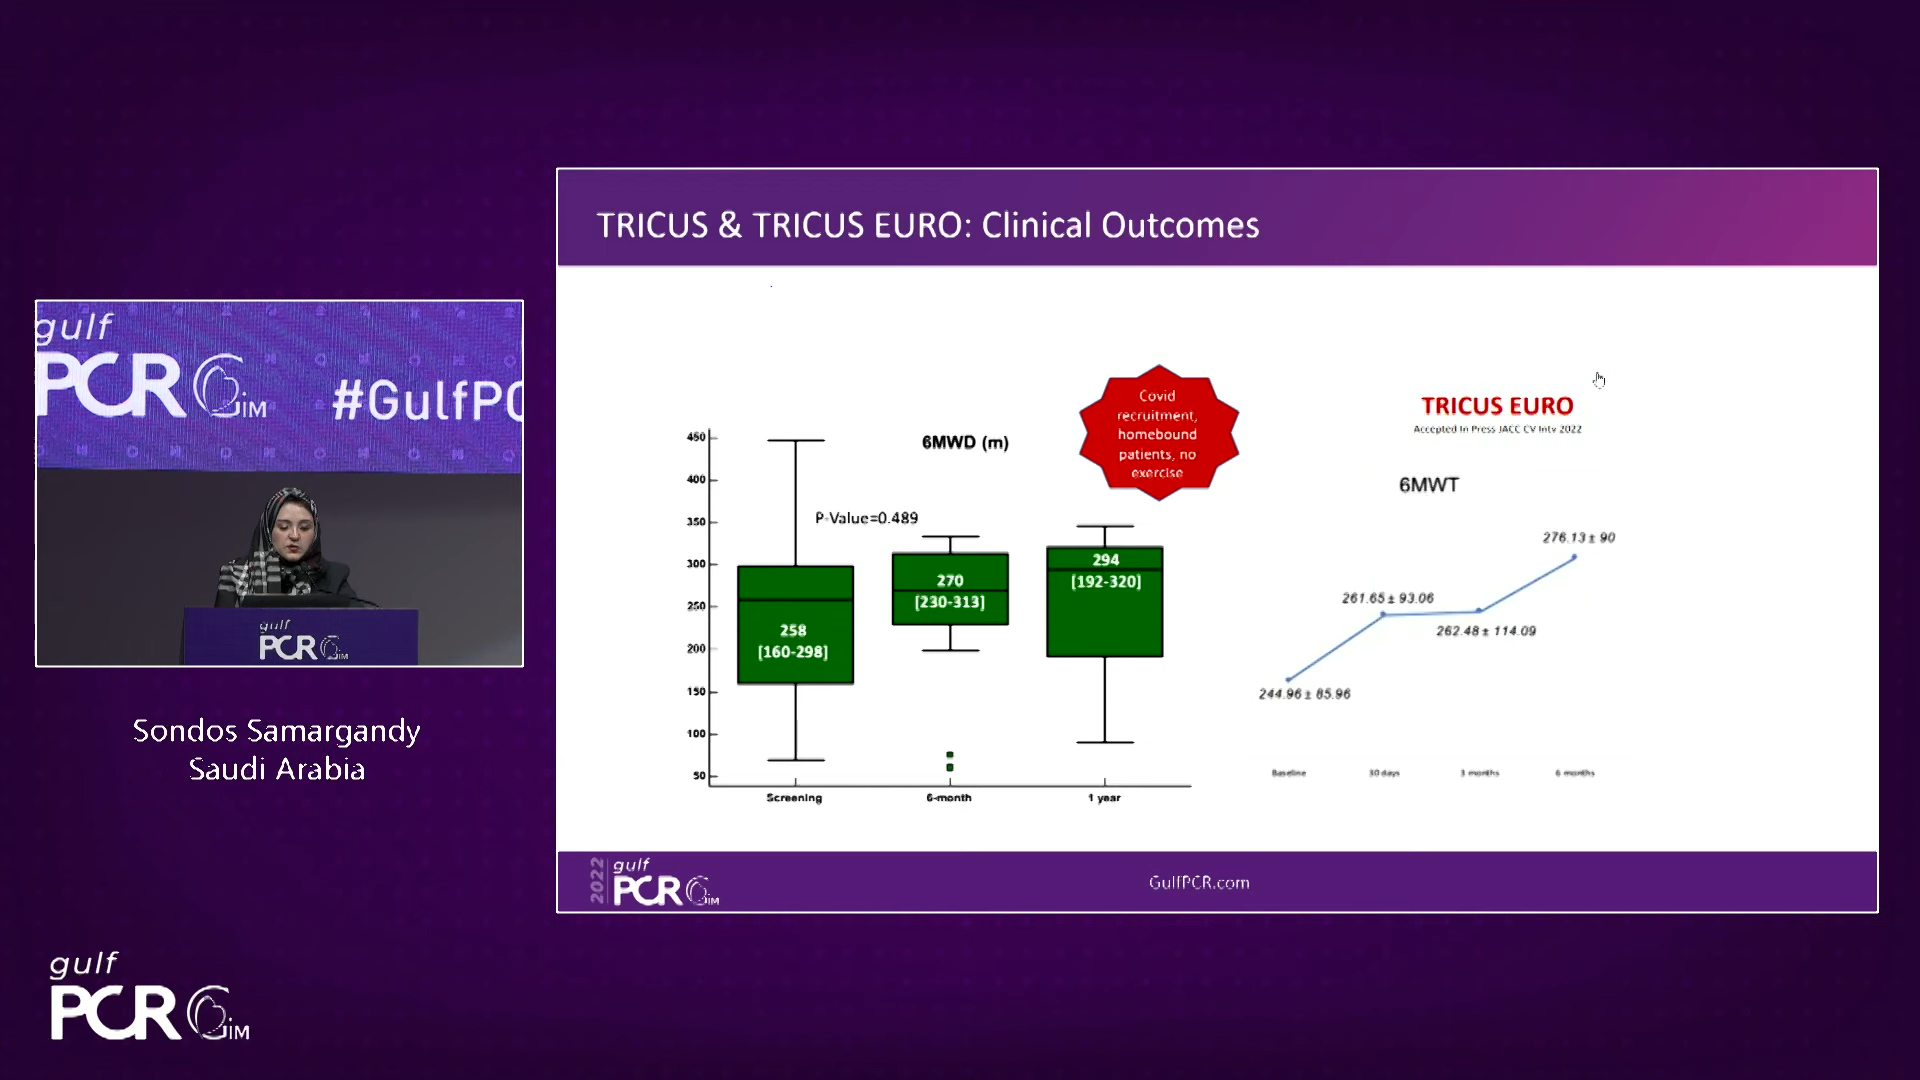 gulf
PCR GIM
#GulfPC
gulf
PCR GIM
Sondos Samargandy
Saudi Arabia
gulf
PCR GIM
TRICUS & TRICUS EURO: Clinical Outcomes
Covid
recruitment,
homebound
patients, no
exercise
6MWD (m)
P-Value=0.489
450
400
350
300
250
200
150
100
50
258
[160-298]
270
[230-313]
294
[192-320]
Screening
6-month
1 year
TRICUS EURO
Accepted In Press JACC CV Intv 2022
6MWT
276.13 ± 90
261.65 ± 93.06
262.48 ± 114.09
244.96 ± 85.96
Baseline
30 days
3 months
6 months
2022
gulf
PCR GIM
GulfPCR.com